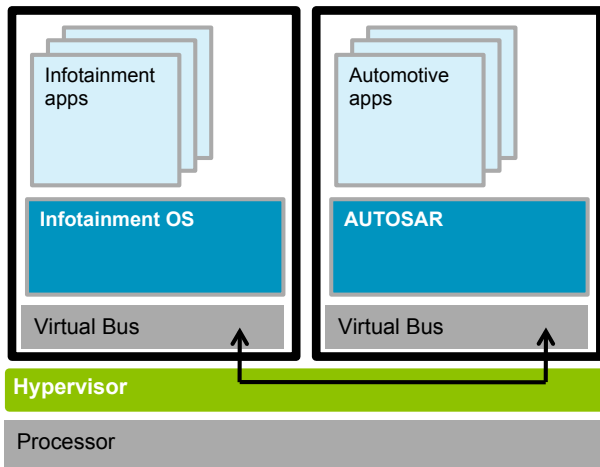 Infotainment
apps
Infotainment OS
Virtual Bus
Automotive
apps
AUTOSAR
Virtual Bus
Hypervisor
Processor